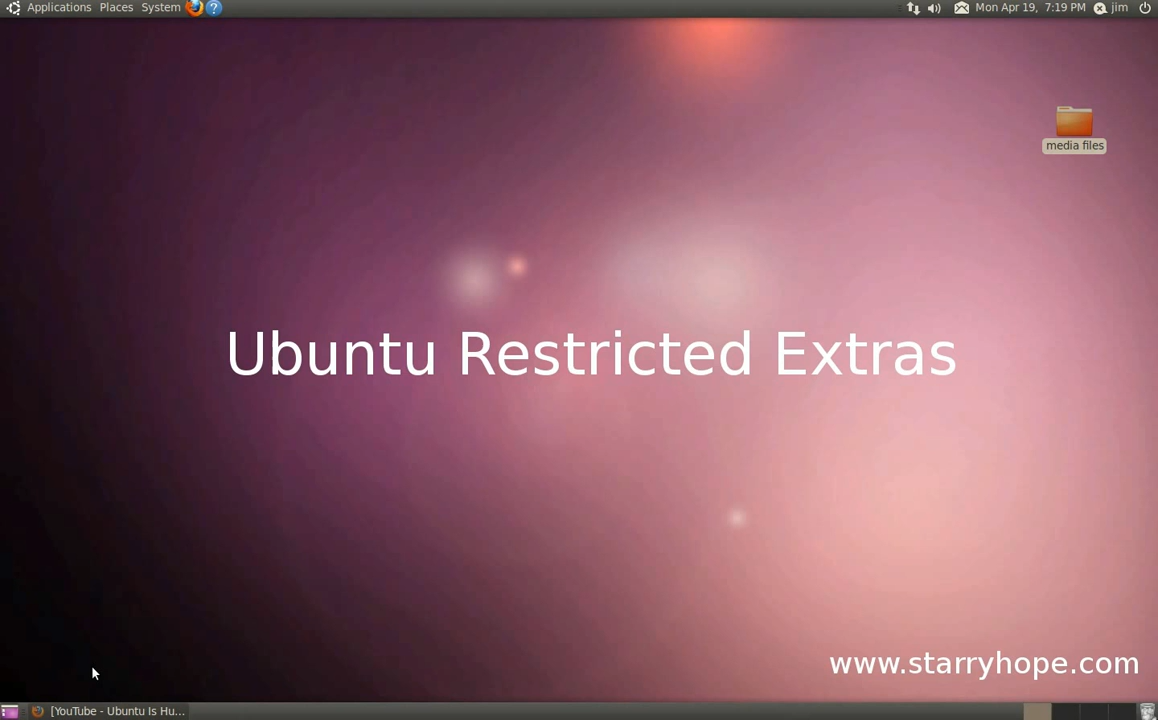 Applications Places System
Mon Apr 19, 7:19 PM jim
media files
Ubuntu Restricted Extras
www.starryhope.com
[YouTube - Ubuntu Is Hu...